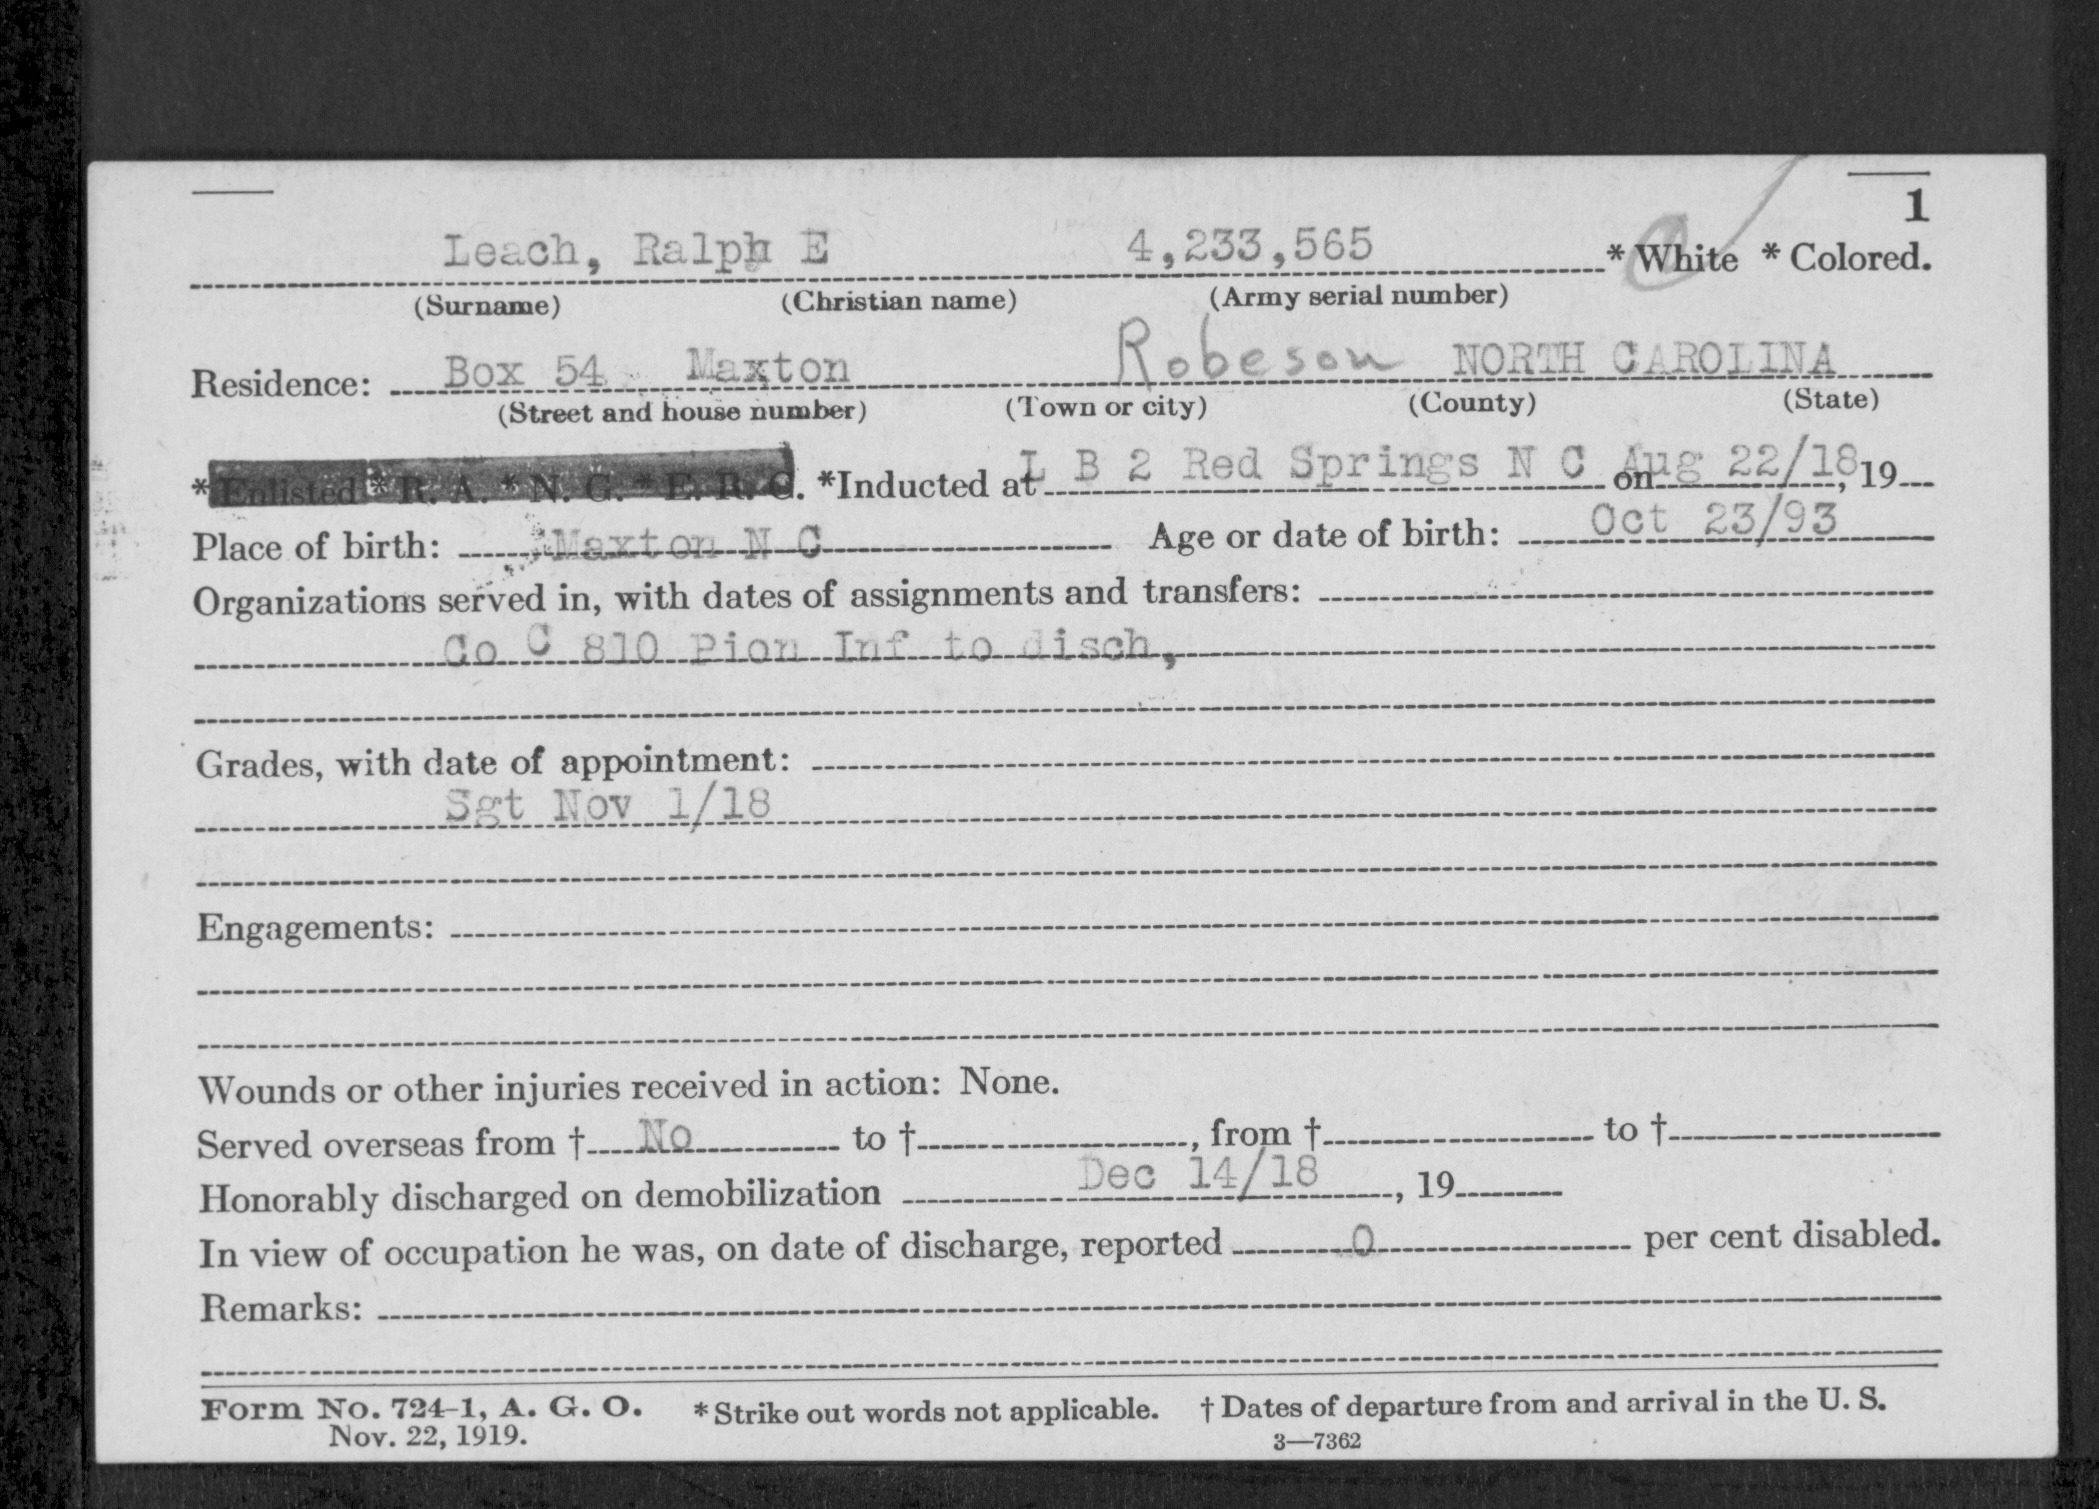 1
Leach, Ralph E 4,233,565 * White * Colored.
(Surname) (Christian name) (Army serial number)
Residence: Box 54 Maxton Robeson NORTH CAROLINA
(Street and house number) (Town or city) (County) (State)
*Enlisted * R. A. * N. G. * E. R. C. *Inducted at L B 2 Red Springs N C on Aug 22/18, 19
Place of birth: Maxton N C Age or date of birth: Oct 23/93
Organizations served in, with dates of assignments and transfers:
Co C 810 Pion Inf to disch,
Grades, with date of appointment:
Sgt Nov 1/18
Engagements:
Wounds or other injuries received in action: None.
Served overseas from † No to †, from † to †
Honorably discharged on demobilization Dec 14/18, 19
In view of occupation he was, on date of discharge, reported 0 per cent disabled.
Remarks:
Form No. 724-1, A. G. O. * Strike out words not applicable. † Dates of departure from and arrival in the U. S.
Nov. 22, 1919. 3—7362